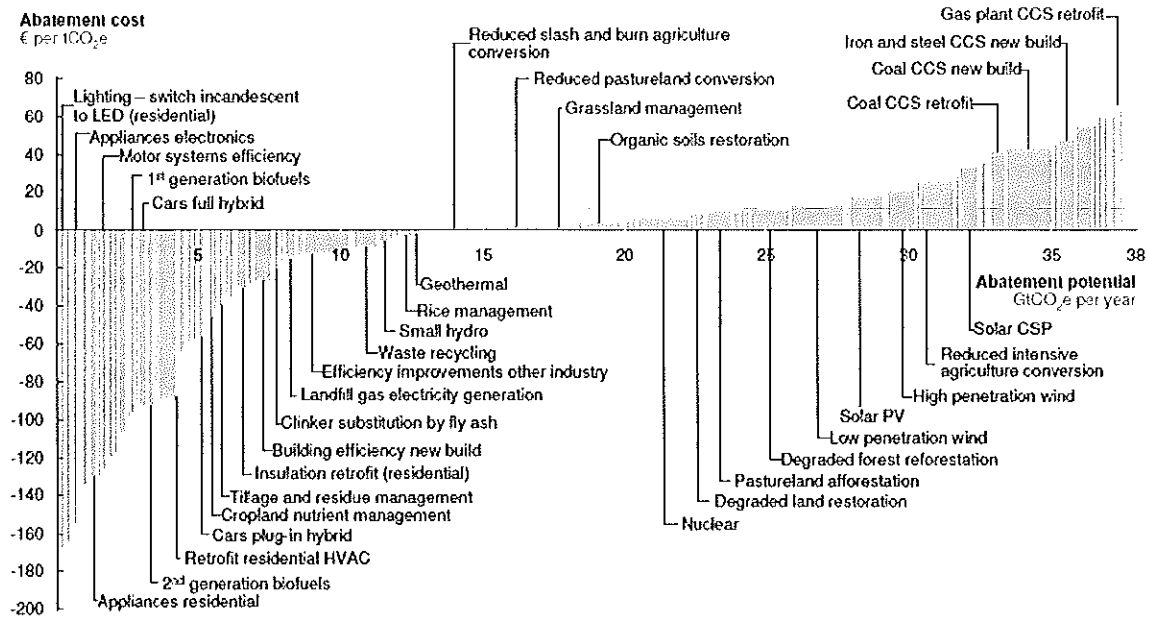 Abatement cost
€ per tCO2e
Gas plant CCS retrofit
Reduced slash and burn agriculture
conversion
Iron and steel CCS new build
Coal CCS new build
Reduced pastureland conversion
80
Lighting – switch incandescent
to LED (residential)
Grassland management
Coal CCS retrofit
60
Appliances electronics
Organic soils restoration
40
Motor systems efficiency
1st generation biofuels
20
Cars full hybrid
0
5
10
15
20
25
30
35
38
-20
Geothermal
Abatement potential
GtCO2e per year
-40
Rice management
Small hydro
Solar CSP
-60
Waste recycling
Reduced intensive
agriculture conversion
Efficiency improvements other industry
-80
Landfill gas electricity generation
High penetration wind
-100
Clinker substitution by fly ash
Solar PV
Low penetration wind
-120
Building efficiency new build
Degraded forest reforestation
Insulation retrofit (residential)
Pastureland afforestation
-140
Tillage and residue management
Degraded land restoration
Cropland nutrient management
Nuclear
-160
Cars plug-in hybrid
Retrofit residential HVAC
-180
2nd generation biofuels
Appliances residential
-200